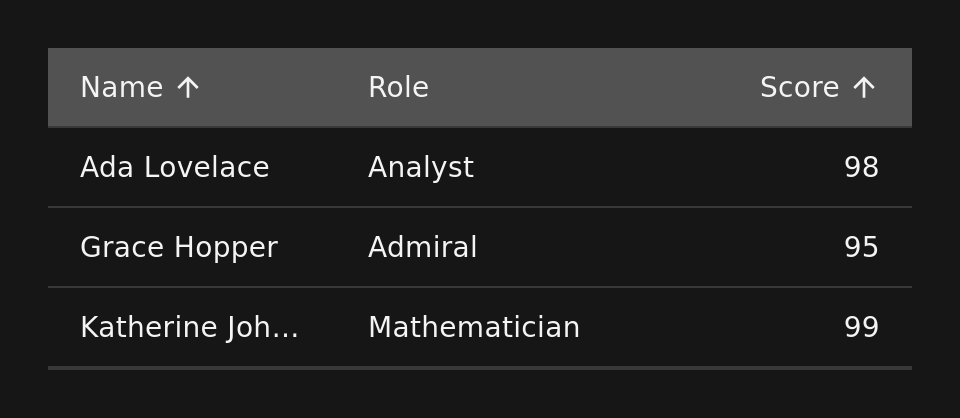 Name ↑ Role Score ↑
Ada Lovelace Analyst 98
Grace Hopper Admiral 95
Katherine Joh... Mathematician 99